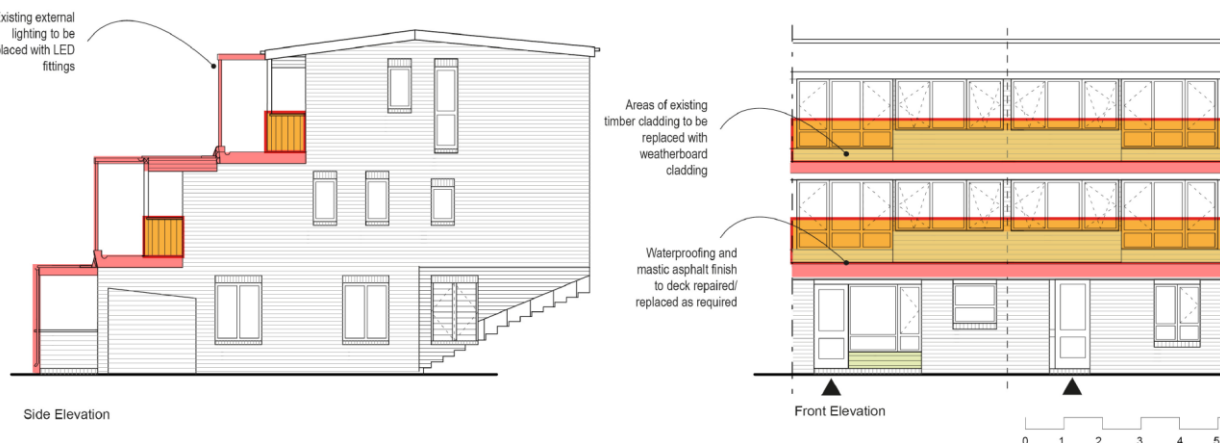 xisting external
lighting to be
placed with LED
fittings
Areas of existing
timber cladding to be
replaced with
weatherboard
cladding
Waterproofing and
mastic asphalt finish
to deck repaired/
replaced as required
Side Elevation
Front Elevation
0 1 2 3 4 5